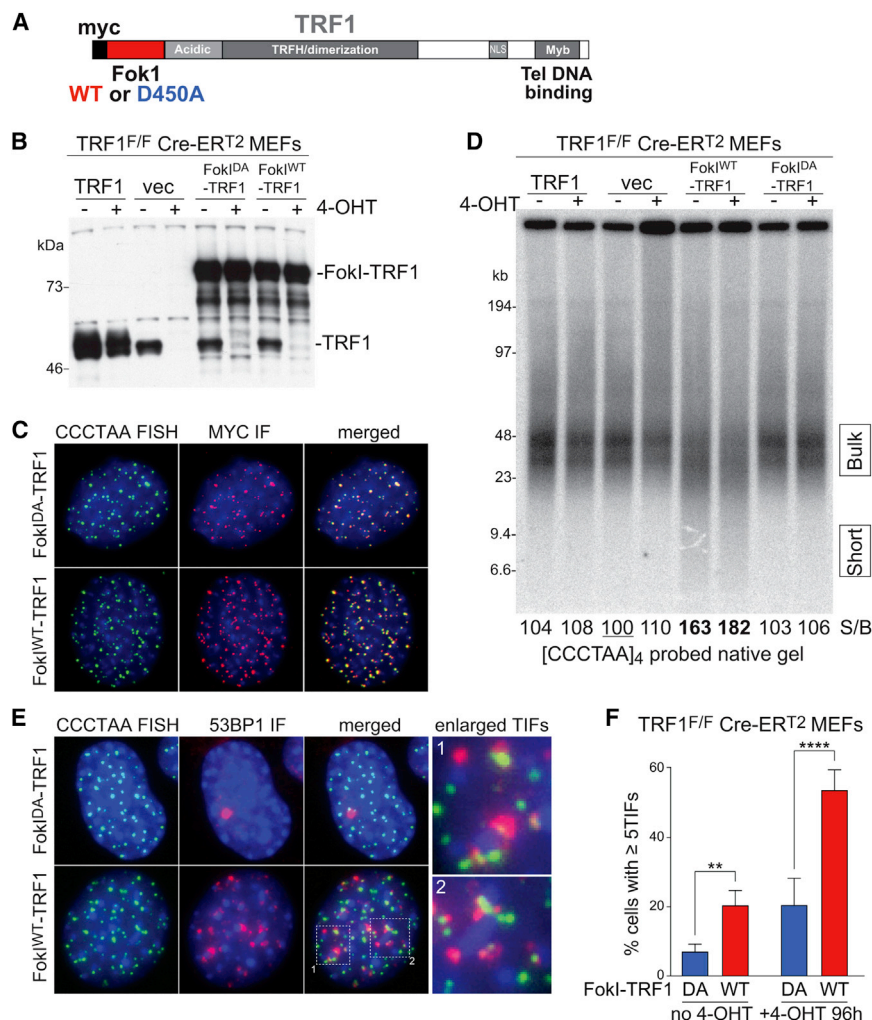 A
TRF1
myc
Acidic
TRFH/dimerization
NLS
Myb
Fok1
WT or D450A
Tel DNA
binding
B
TRF1F/F Cre-ERT2 MEFs
TRF1 vec FokIDA -TRF1 FokIWT -TRF1
- + - + - + - + 4-OHT
kDa
73-
46-
-FokI-TRF1
-TRF1
C
CCCTAA FISH MYC IF merged
FokIDA-TRF1
FokIWT-TRF1
D
TRF1F/F Cre-ERT2 MEFs
TRF1 vec FokIWT -TRF1 FokIDA -TRF1
4-OHT - + - + - + - +
kb
194-
97-
48-
23-
9.4-
6.6-
Bulk
Short
104 108 100 110 163 182 103 106 S/B
[CCCTAA]4 probed native gel
E
CCCTAA FISH 53BP1 IF merged enlarged TIFs
FokIDA-TRF1
FokIWT-TRF1
1
2
1
2
F
TRF1F/F Cre-ERT2 MEFs
% cells with ≥ 5TIFs
60
40
20
0
**
****
FokI-TRF1 DA WT DA WT
no 4-OHT +4-OHT 96h